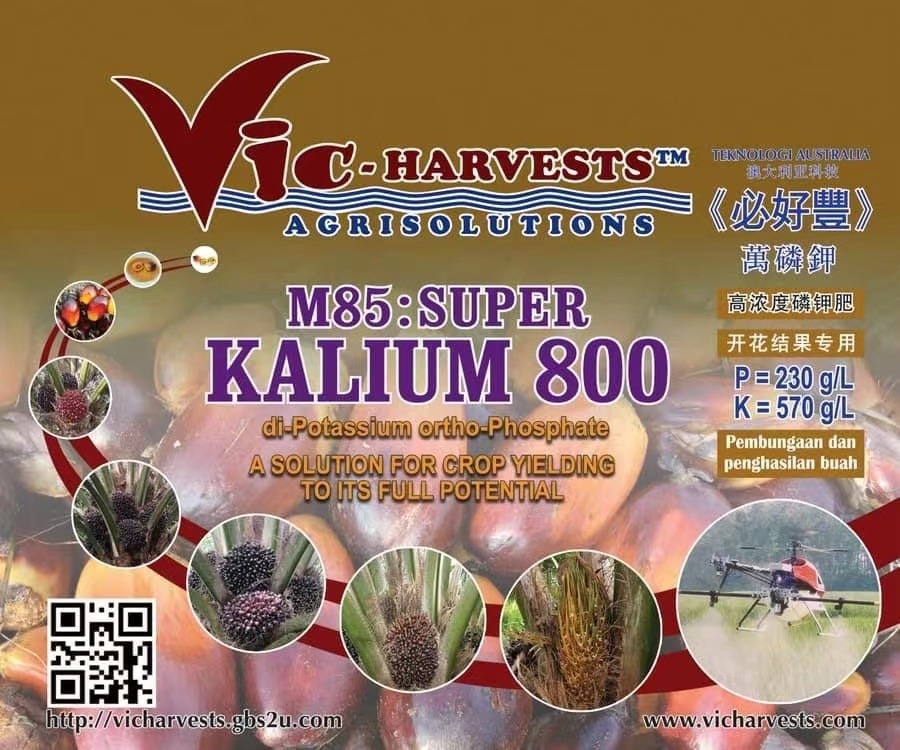 Vic-HARVESTS™
AGRISOLUTIONS
TEKNOLOGI AUSTRALIA
澳大利亚科技
《必好豐》
萬磷鉀
高浓度磷钾肥
开花结果专用
P = 230 g/L
K = 570 g/L
Pembungaan dan
penghasilan buah
M85:SUPER
KALIUM 800
di-Potassium ortho-Phosphate
A SOLUTION FOR CROP YIELDING
TO ITS FULL POTENTIAL
http://vicharvests.gbs2u.com
www.vicharvests.com